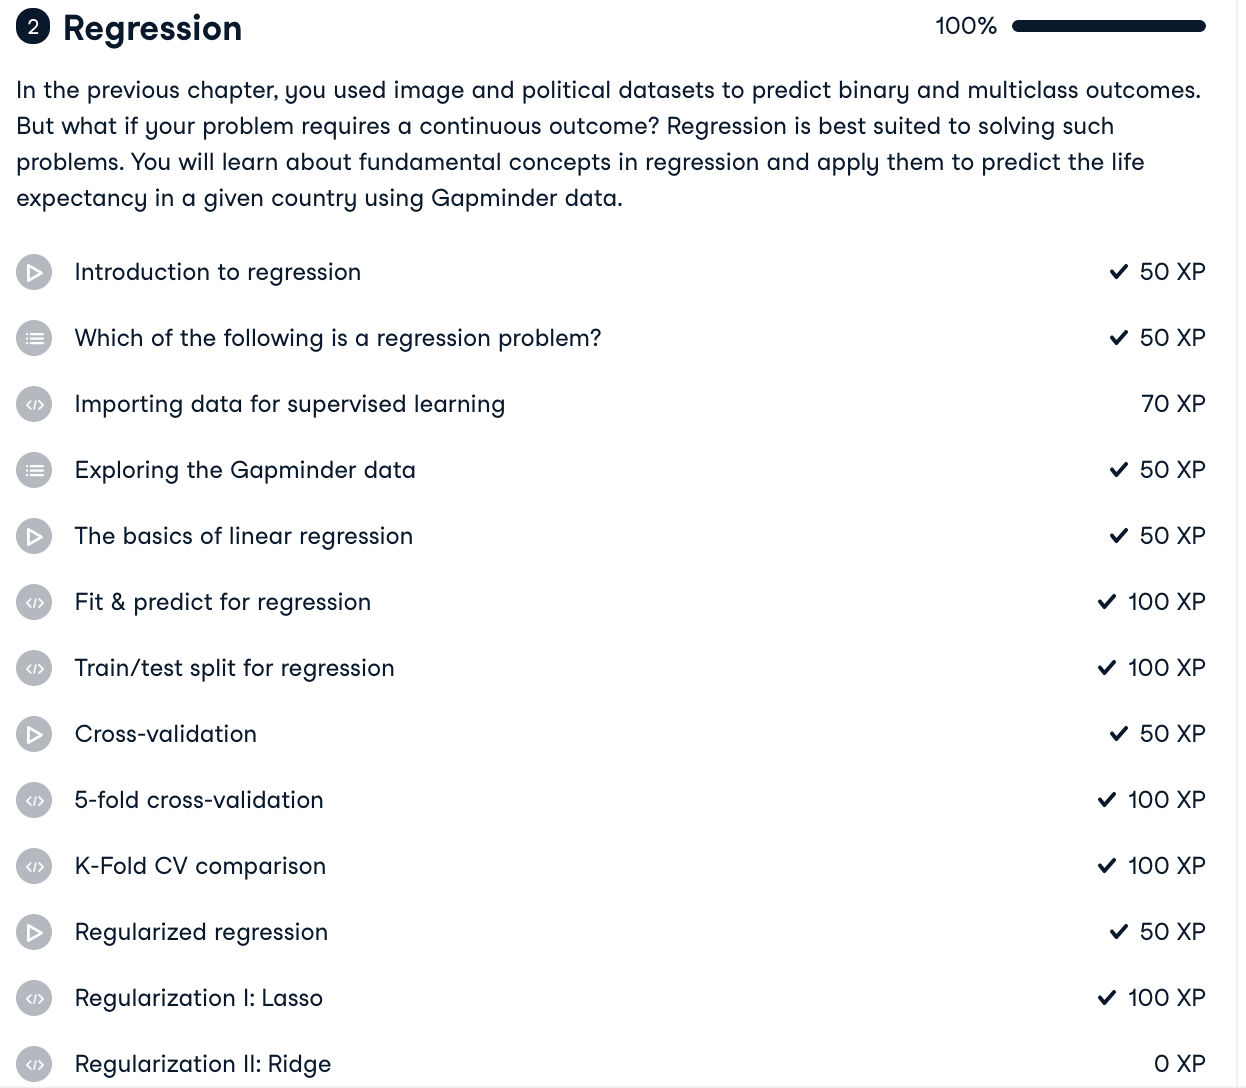 2 Regression 100%
In the previous chapter, you used image and political datasets to predict binary and multiclass outcomes.
But what if your problem requires a continuous outcome? Regression is best suited to solving such
problems. You will learn about fundamental concepts in regression and apply them to predict the life
expectancy in a given country using Gapminder data.
Introduction to regression 50 XP
Which of the following is a regression problem? 50 XP
Importing data for supervised learning 70 XP
Exploring the Gapminder data 50 XP
The basics of linear regression 50 XP
Fit & predict for regression 100 XP
Train/test split for regression 100 XP
Cross-validation 50 XP
5-fold cross-validation 100 XP
K-Fold CV comparison 100 XP
Regularized regression 50 XP
Regularization I: Lasso 100 XP
Regularization II: Ridge 0 XP